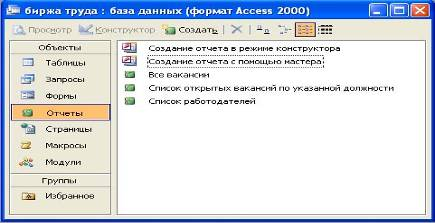 биржа труда : база данных (формат Access 2000)
Просмотр Конструктор Создать
Объекты
Таблицы
Запросы
Формы
Отчеты
Страницы
Макросы
Модули
Группы
Избранное
Создание отчета в режиме конструктора
Создание отчета с помощью мастера
Все вакансии
Список открытых вакансий по указанной должности
Список работодателей